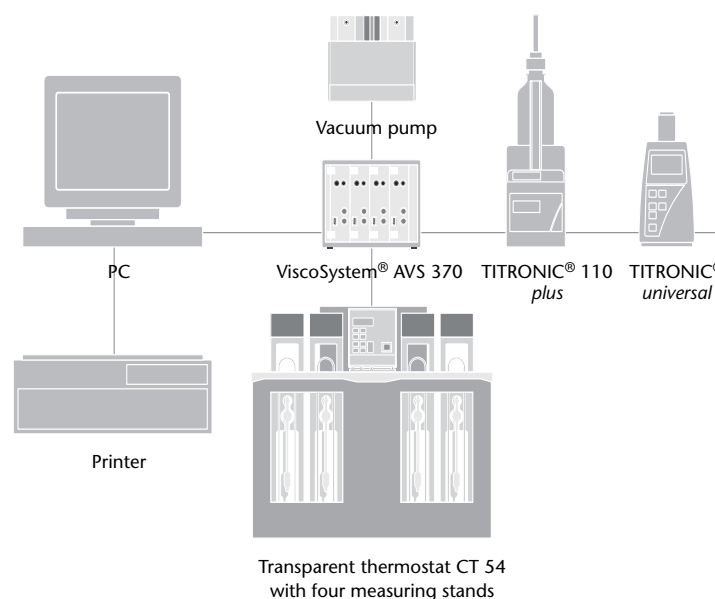 Vacuum pump
PC
ViscoSystem® AVS 370
TITRONIC® 110
plus
TITRONIC®
universal
Printer
Transparent thermostat CT 54
with four measuring stands